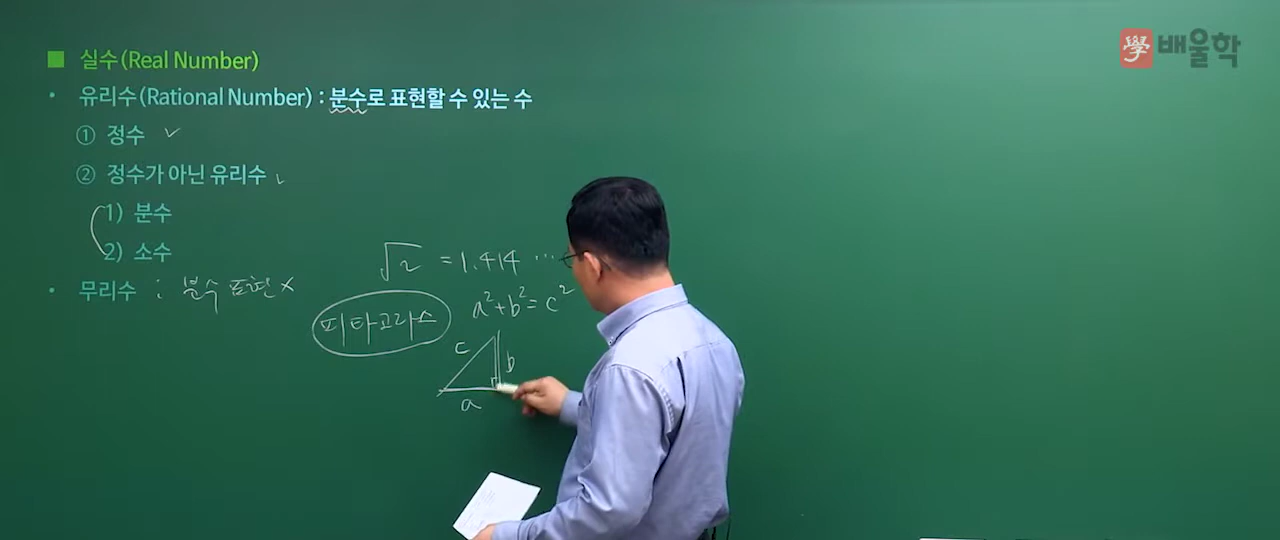 學 배울학
■ 실수(Real Number)
• 유리수(Rational Number) : 분수로 표현할 수 있는 수
① 정수 ✓
② 정수가 아닌 유리수
1) 분수
2) 소수
• 무리수 : 분수 표현 ×
√2 = 1.414 ...
피타고라스
a²+b²=c²
c
b
a